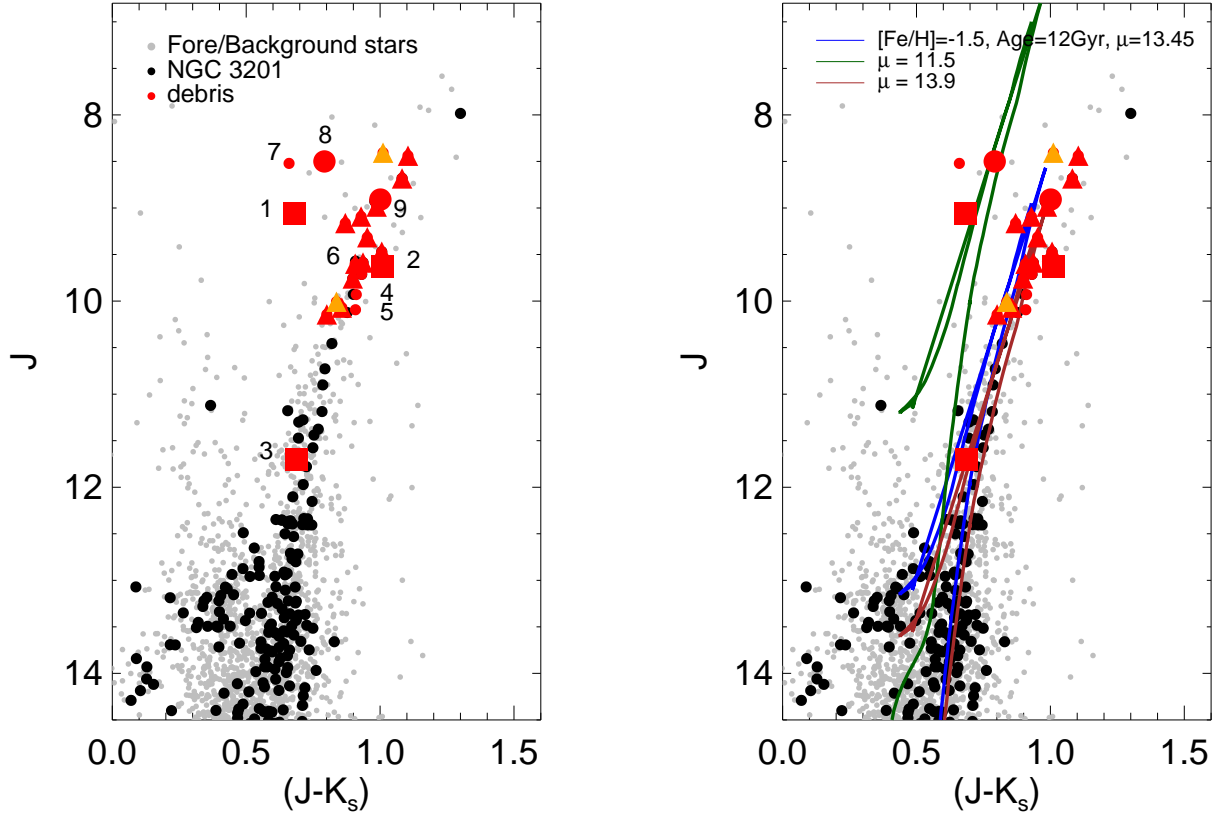 Fore/Background stars
NGC 3201
debris
7
8
1
9
6
2
4
5
3
J
8
10
12
14
0.0 0.5 1.0 1.5
(J-Kₛ)
[Fe/H]=-1.5, Age=12Gyr, μ=13.45
μ = 11.5
μ = 13.9
J
8
10
12
14
0.0 0.5 1.0 1.5
(J-Kₛ)